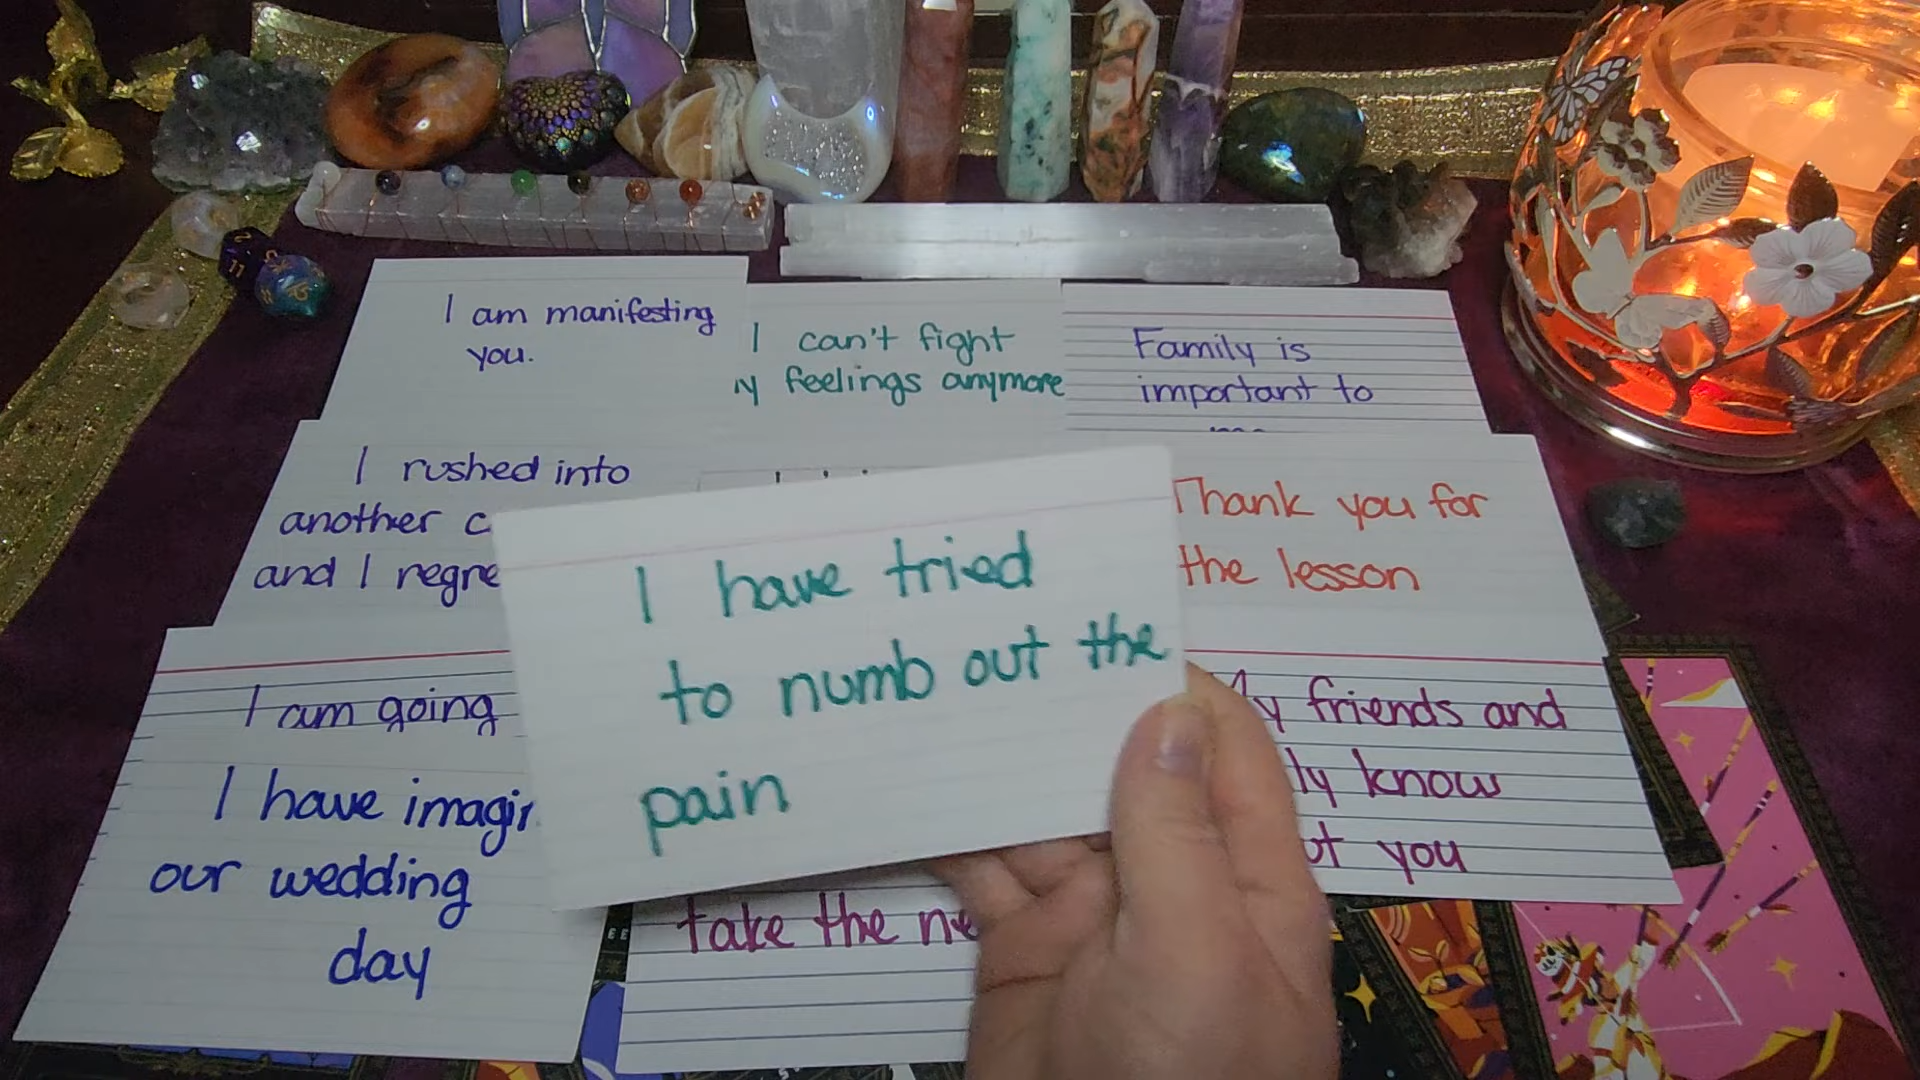 I am manifesting
you.
I can't fight
feelings anymore
Family is
important to
I rushed into
another
and I
Thank you for
the lesson
I have tried
to numb out the
pain
I am going
I have
our wedding
day
friends and
know
you
take the
11